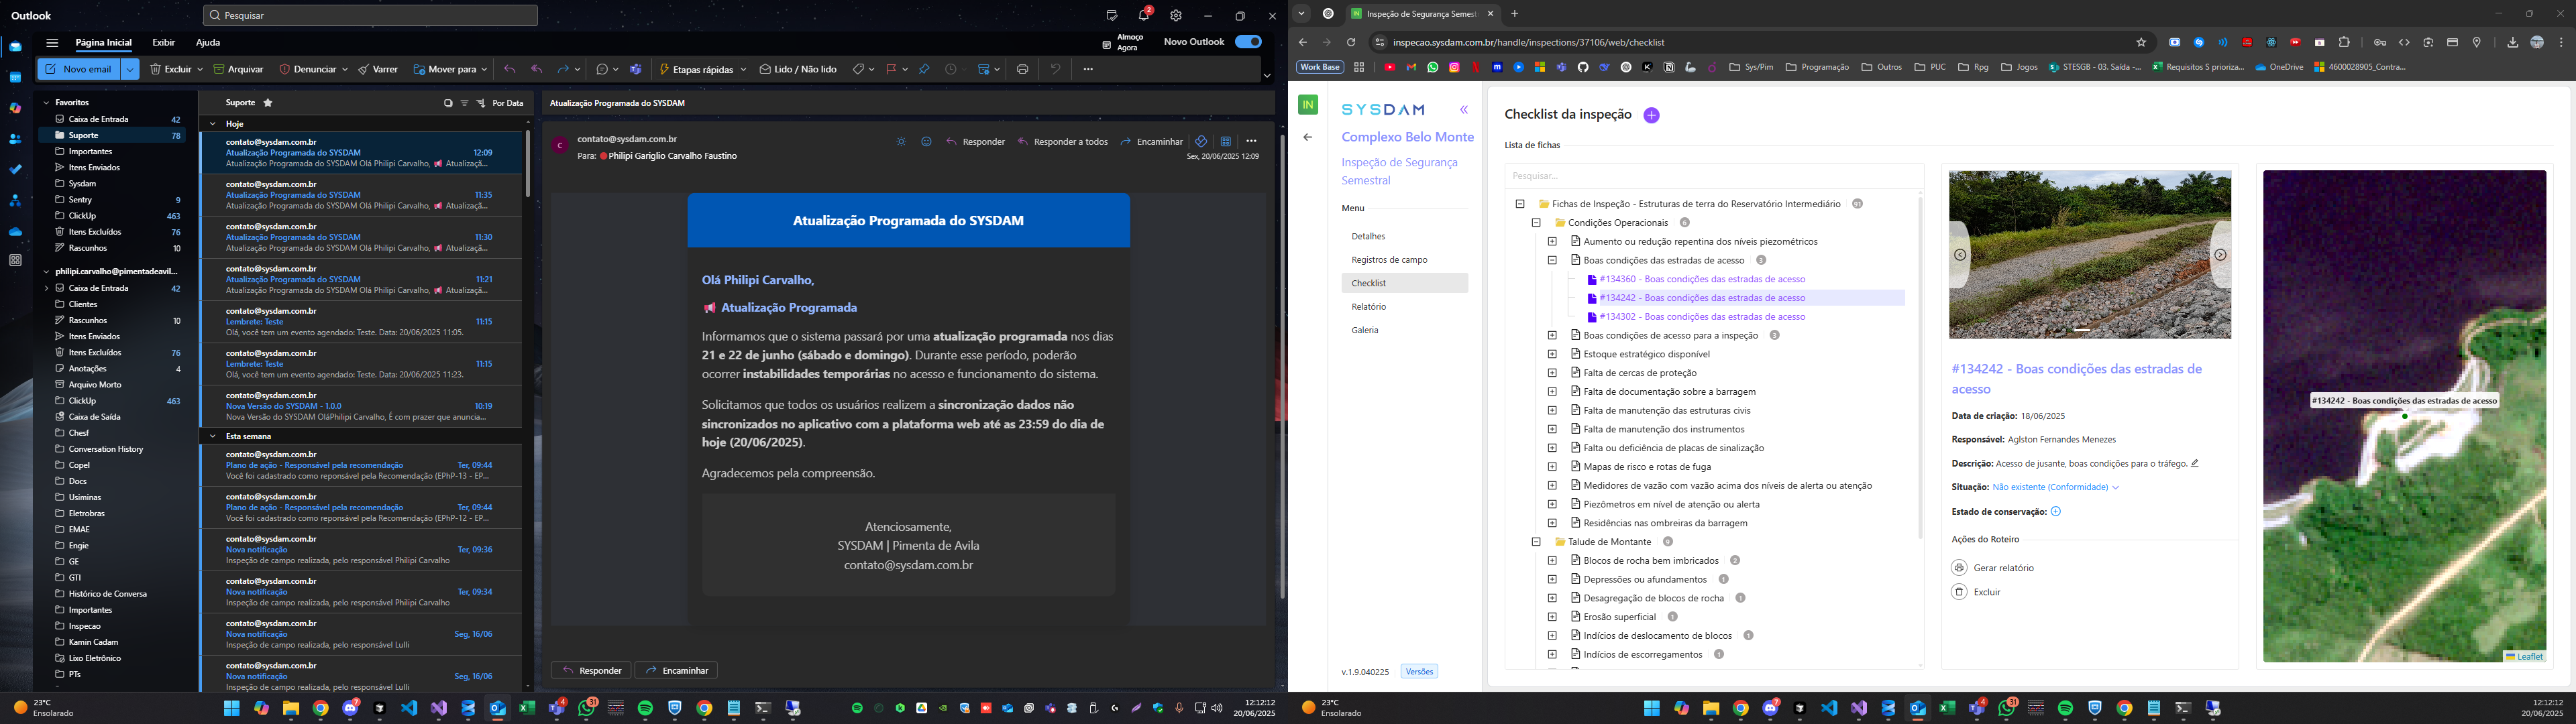 Outlook
Pesquisar
2
Página Inicial
Exibir
Ajuda
Almoço
Agora
Novo Outlook
Novo email
Excluir
Arquivar
Denunciar
Varrer
Mover para
Etapas rápidas
Lido / Não lido
Favoritos
Caixa de Entrada 42
Suporte 78
Importantes
Itens Enviados
Sysdam
Sentry 9
ClickUp 463
Itens Excluídos 76
Rascunhos 10
philipi.carvalho@pimentadeavil...
Caixa de Entrada 42
Clientes
Rascunhos 10
Itens Enviados
Itens Excluídos 76
Anotações 4
Arquivo Morto
ClickUp 463
Caixa de Saída
Chesf
Conversation History
Copel
Docs
Usiminas
Eletrobras
EMAE
Engie
GE
GTI
Histórico de Conversa
Importantes
Inspecao
Kamin Cadam
Lixo Eletrônico
PTs
Suporte
Por Data
Hoje
contato@sysdam.com.br
Atualização Programada do SYSDAM 12:09
Atualização Programada do SYSDAM Olá Philipi Carvalho, 📢 Atualizaçã...
contato@sysdam.com.br
Atualização Programada do SYSDAM 11:35
Atualização Programada do SYSDAM Olá Philipi Carvalho, 📢 Atualizaçã...
contato@sysdam.com.br
Atualização Programada do SYSDAM 11:30
Atualização Programada do SYSDAM Olá Philipi Carvalho, 📢 Atualizaçã...
contato@sysdam.com.br
Atualização Programada do SYSDAM 11:21
Atualização Programada do SYSDAM Olá Philipi Carvalho, 📢 Atualizaçã...
contato@sysdam.com.br
Lembrete: Teste 11:15
Olá, você tem um evento agendado: Teste. Data: 20/06/2025 11:05.
contato@sysdam.com.br
Lembrete: Teste 11:15
Olá, você tem um evento agendado: Teste. Data: 20/06/2025 11:23.
contato@sysdam.com.br
Nova Versão do SYSDAM - 1.0.0 10:19
Nova Versão do SYSDAM OláPhilipi Carvalho, É com prazer que anuncia...
Esta semana
contato@sysdam.com.br
Plano de ação - Responsável pela recomendação Ter, 09:44
Você foi cadastrado como reponsável pela Recomendação (EPhP-13 - EP...
contato@sysdam.com.br
Plano de ação - Responsável pela recomendação Ter, 09:44
Você foi cadastrado como reponsável pela Recomendação (EPhP-12 - EP...
contato@sysdam.com.br
Nova notificação Ter, 09:36
Inspeção de campo realizada, pelo responsável Philipi Carvalho
contato@sysdam.com.br
Nova notificação Ter, 09:34
Inspeção de campo realizada, pelo responsável Philipi Carvalho
contato@sysdam.com.br
Nova notificação Seg, 16/06
Inspeção de campo realizada, pelo responsável Lulli
contato@sysdam.com.br
Nova notificação Seg, 16/06
Inspeção de campo realizada, pelo responsável Lulli
Atualização Programada do SYSDAM
C
contato@sysdam.com.br
Para: Philipi Gariglio Carvalho Faustino
Responder
Responder a todos
Encaminhar
Sex, 20/06/2025 12:09
Atualização Programada do SYSDAM
Olá Philipi Carvalho,
📢 Atualização Programada
Informamos que o sistema passará por uma atualização programada nos dias
21 e 22 de junho (sábado e domingo). Durante esse período, poderão
ocorrer instabilidades temporárias no acesso e funcionamento do sistema.
Solicitamos que todos os usuários realizem a sincronização dados não
sincronizados no aplicativo com a plataforma web até as 23:59 do dia de
hoje (20/06/2025).
Agradecemos pela compreensão.
Atenciosamente,
SYSDAM | Pimenta de Avila
contato@sysdam.com.br
Responder
Encaminhar
23°C
Ensolarado
7
4
31
12:12:12
20/06/2025
IN
Inspeção de Segurança Semest
inspecao.sysdam.com.br/handle/inspections/37106/web/checklist
Work Base
Sys/Pim
Programação
Outros
PUC
Rpg
Jogos
STESGB - 03. Saída -...
Requisitos S prioriza...
OneDrive
4600028905_Contra...
IN
SYSDAM
Complexo Belo Monte
Inspeção de Segurança
Semestral
Menu
Detalhes
Registros de campo
Checklist
Relatório
Galeria
v.1.9.040225
Versões
Checklist da inspeção
Lista de fichas
Pesquisar...
Fichas de Inspeção - Estruturas de terra do Reservatório Intermediário 91
Condições Operacionais 6
Aumento ou redução repentina dos níveis piezométricos
Boas condições das estradas de acesso 3
#134360 - Boas condições das estradas de acesso
#134242 - Boas condições das estradas de acesso
#134302 - Boas condições das estradas de acesso
Boas condições de acesso para a inspeção 3
Estoque estratégico disponível
Falta de cercas de proteção
Falta de documentação sobre a barragem
Falta de manutenção das estruturas civis
Falta de manutenção dos instrumentos
Falta ou deficiência de placas de sinalização
Mapas de risco e rotas de fuga
Medidores de vazão com vazão acima dos níveis de alerta ou atenção
Piezômetros em nível de atenção ou alerta
Residências nas ombreiras da barragem
Talude de Montante 9
Blocos de rocha bem imbricados 2
Depressões ou afundamentos 1
Desagregação de blocos de rocha 1
Erosão superficial 1
Indícios de deslocamento de blocos 1
Indícios de escorregamentos 1
#134242 - Boas condições das estradas de
acesso
Data de criação: 18/06/2025
Responsável: Aglston Fernandes Menezes
Descrição: Acesso de jusante, boas condições para o tráfego.
Situação: Não existente (Conformidade)
Estado de conservação:
Ações do Roteiro
Gerar relatório
Excluir
#134242 - Boas condições das estradas de acesso
Leaflet
23°C
Ensolarado
7
4
31
12:12:12
20/06/2025